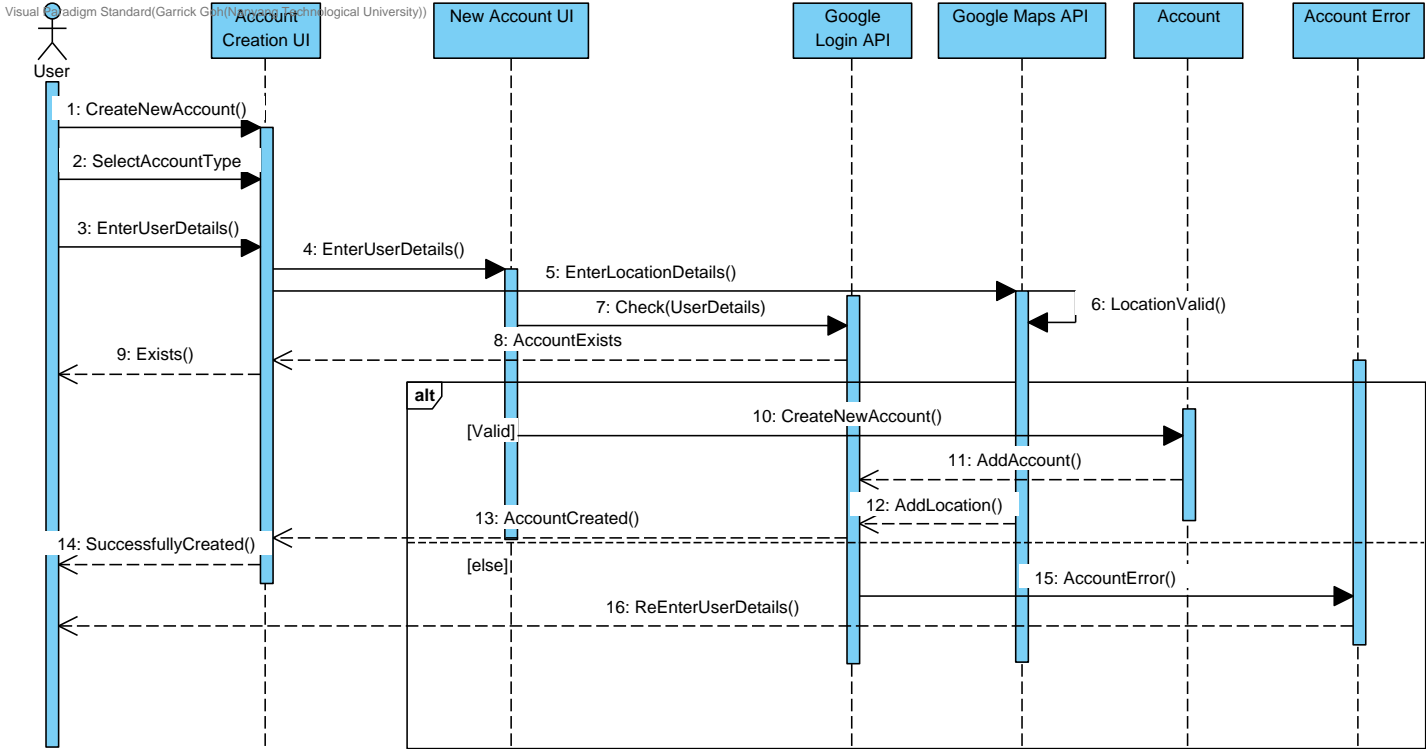 Visual Paradigm Standard(Garrick Goh(Nanyang Technological University))
User
Account
Creation UI
New Account UI
Google
Login API
Google Maps API
Account
Account Error
1: CreateNewAccount()
2: SelectAccountType
3: EnterUserDetails()
4: EnterUserDetails()
5: EnterLocationDetails()
6: LocationValid()
7: Check(UserDetails)
8: AccountExists
9: Exists()
alt
10: CreateNewAccount()
[Valid]
11: AddAccount()
12: AddLocation()
13: AccountCreated()
14: SuccessfullyCreated()
[else]
15: AccountError()
16: ReEnterUserDetails()